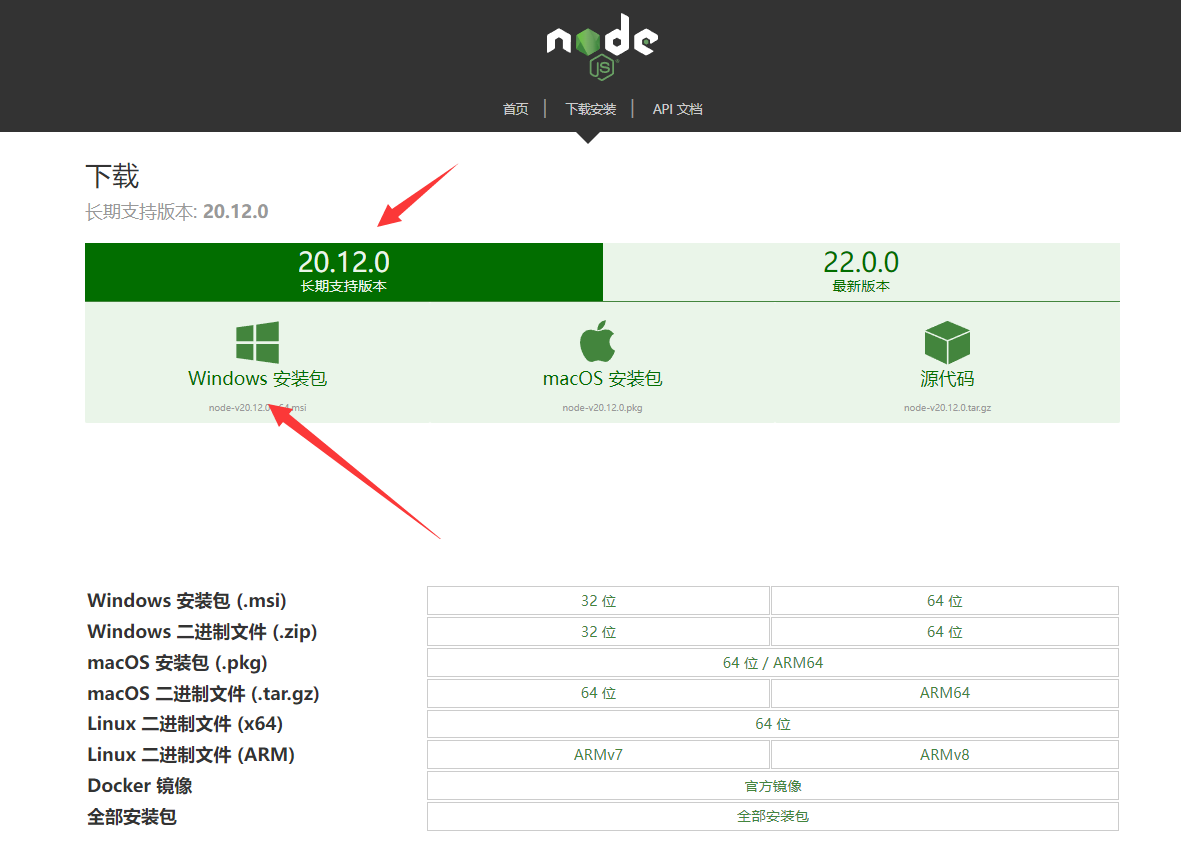 node
JS
首页
下载安装
API 文档
下载
长期支持版本: 20.12.0
20.12.0
长期支持版本
22.0.0
最新版本
Windows 安装包
macOS 安装包
源代码
node-v20.12.0 .msi
node-v20.12.0.pkg
node-v20.12.0.tar.gz
Windows 安装包 (.msi) 32 位 64 位
Windows 二进制文件 (.zip) 32 位 64 位
macOS 安装包 (.pkg) 64 位 / ARM64
macOS 二进制文件 (.tar.gz) 64 位 ARM64
Linux 二进制文件 (x64) 64 位
Linux 二进制文件 (ARM) ARMv7 ARMv8
Docker 镜像 官方镜像
全部安装包 全部安装包